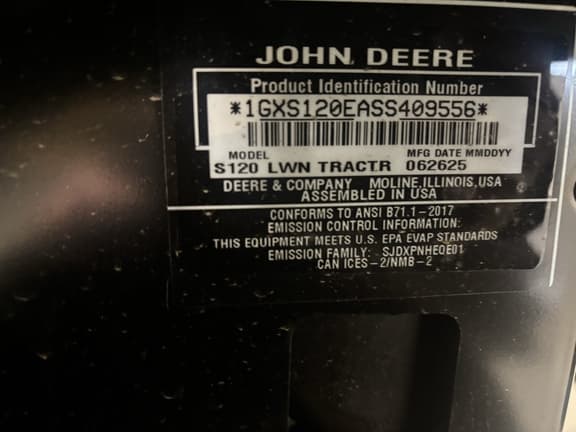 JOHN DEERE
Product Identification Number
*1GXS120EASS409556*
MODEL MFG DATE MMDDYY
S120 LWN TRACTR 062625
DEERE & COMPANY MOLINE,ILLINOIS,USA
ASSEMBLED IN USA
CONFORMS TO ANSI B71.1-2017
EMISSION CONTROL INFORMATION:
THIS EQUIPMENT MEETS U.S. EPA EVAP STANDARDS
EMISSION FAMILY: SJDXPNHEQE01
CAN ICES-2/NMB-2